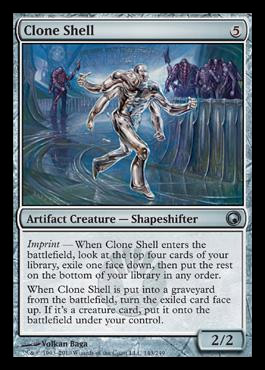 Clone Shell 5
Artifact Creature — Shapeshifter
Imprint — When Clone Shell enters the
battlefield, look at the top four cards of your
library, exile one face down, then put the rest
on the bottom of your library in any order.
When Clone Shell is put into a graveyard
from the battlefield, turn the exiled card face
up. If it's a creature card, put it onto the
battlefield under your control.
Volkan Baga
2/2